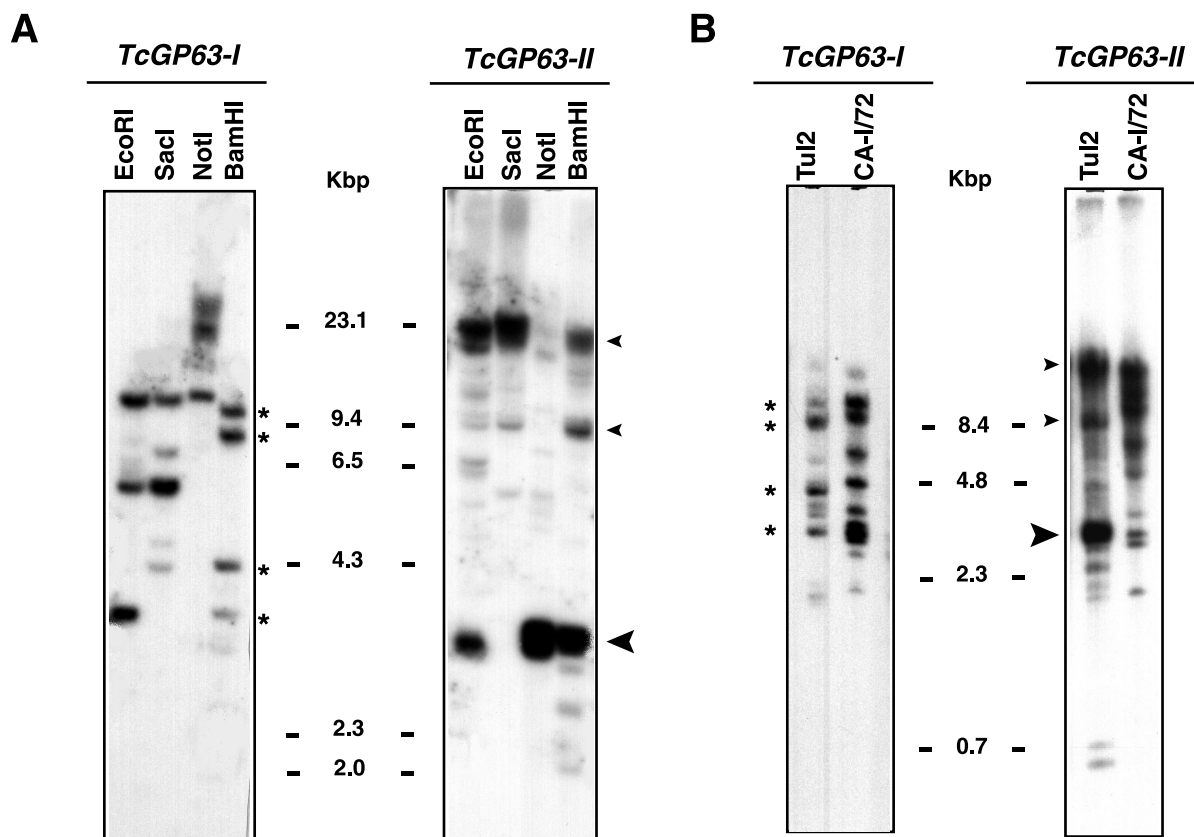 A
TcGP63-I
EcoRI
SacI
NotI
BamHI
Kbp
23.1
9.4
6.5
4.3
2.3
2.0
*
*
*
*
TcGP63-II
EcoRI
SacI
NotI
BamHI
B
TcGP63-I
Tul2
CA-I/72
*
*
*
*
Kbp
8.4
4.8
2.3
0.7
TcGP63-II
Tul2
CA-I/72